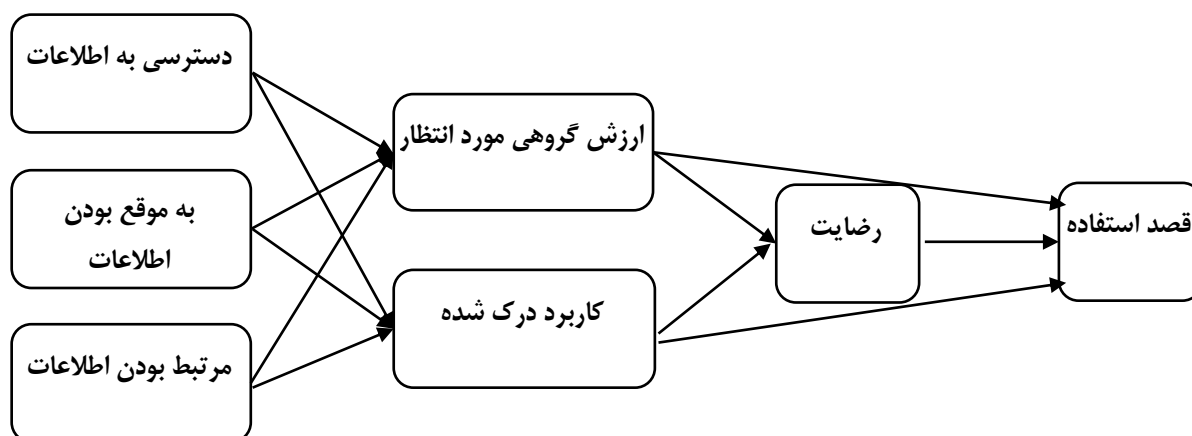 دسترسی به اطلاعات
ارزش گروهی مورد انتظار
به موقع بودن
اطلاعات
رضایت
قصد استفاده
کاربرد درک شده
مرتبط بودن اطلاعات